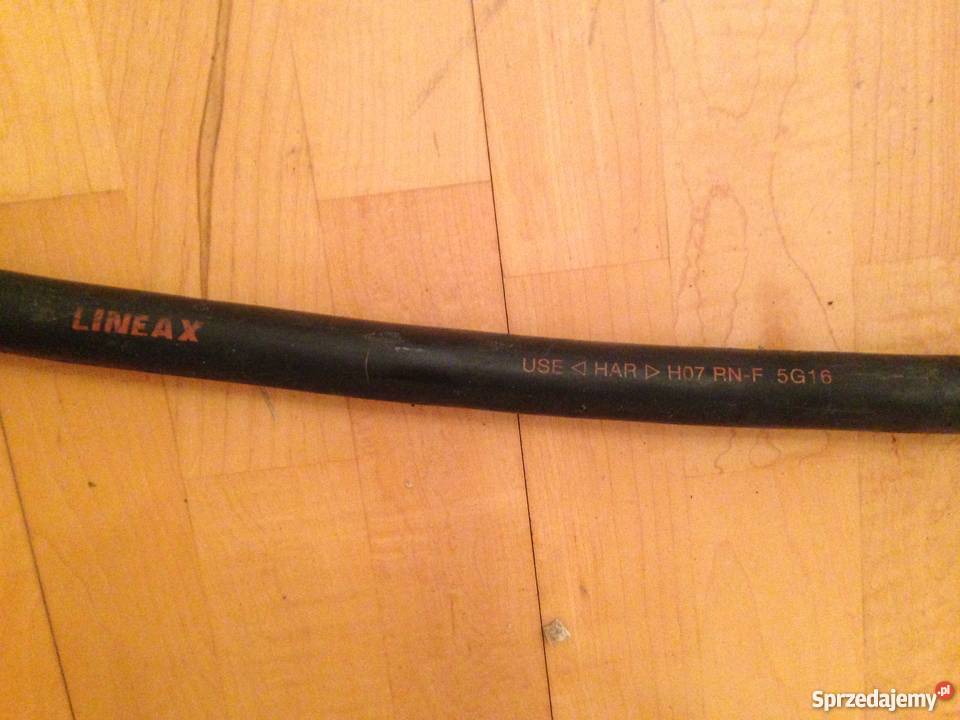 LINEAX
USE ◁ HAR ▷ H07 RN-F 5G16
Sprzedajemy.pl